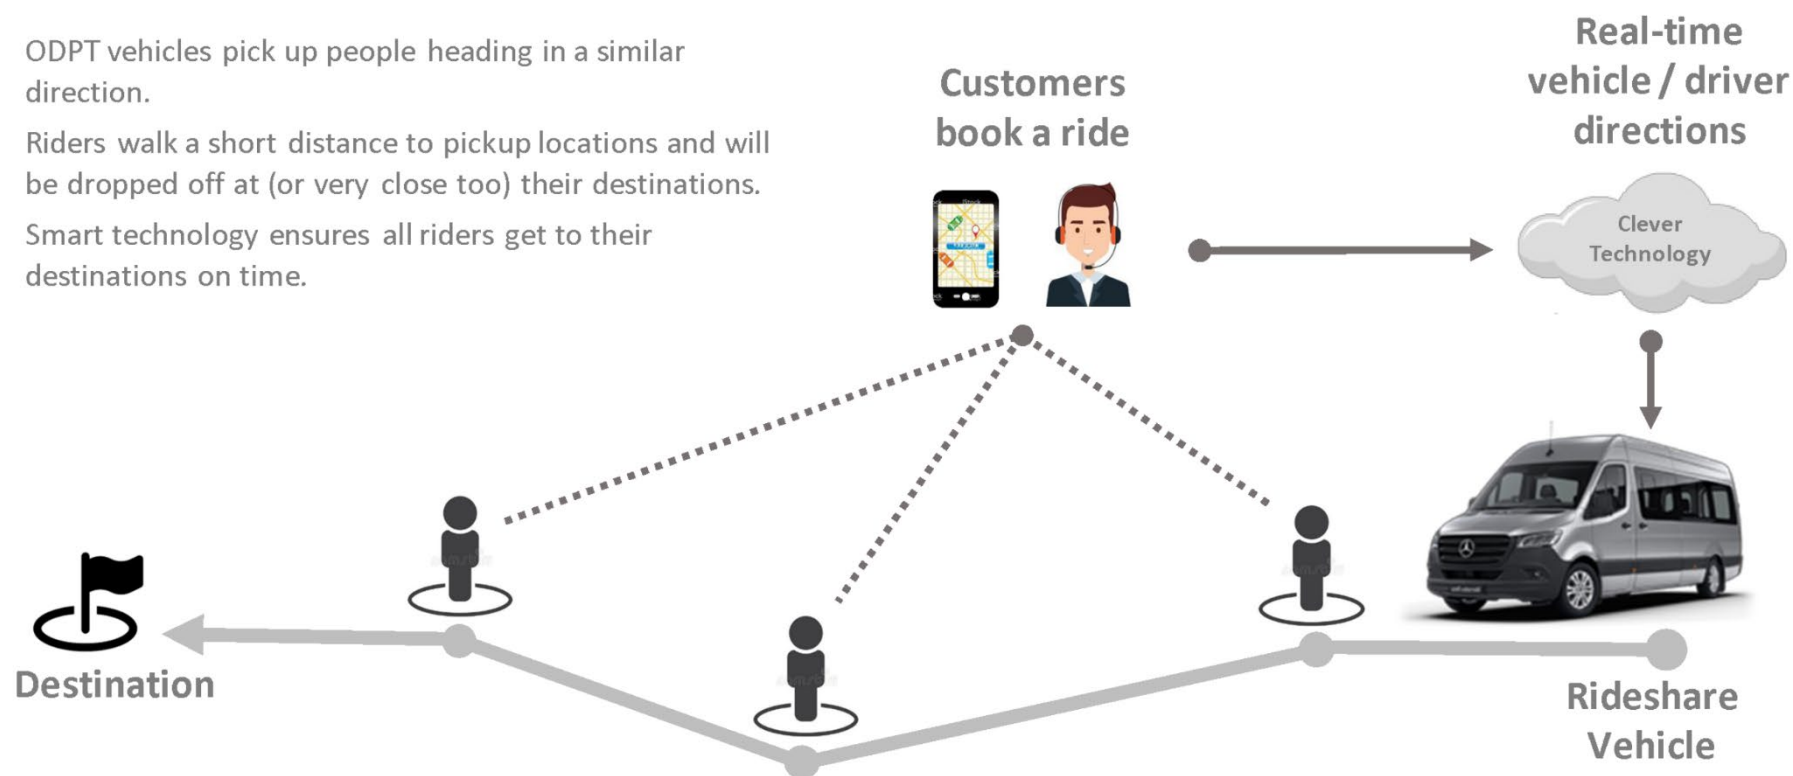 ODPT vehicles pick up people heading in a similar
direction.
Riders walk a short distance to pickup locations and will
be dropped off at (or very close too) their destinations.
Smart technology ensures all riders get to their
destinations on time.
Customers
book a ride
Real-time
vehicle / driver
directions
Clever
Technology
Destination
Rideshare
Vehicle